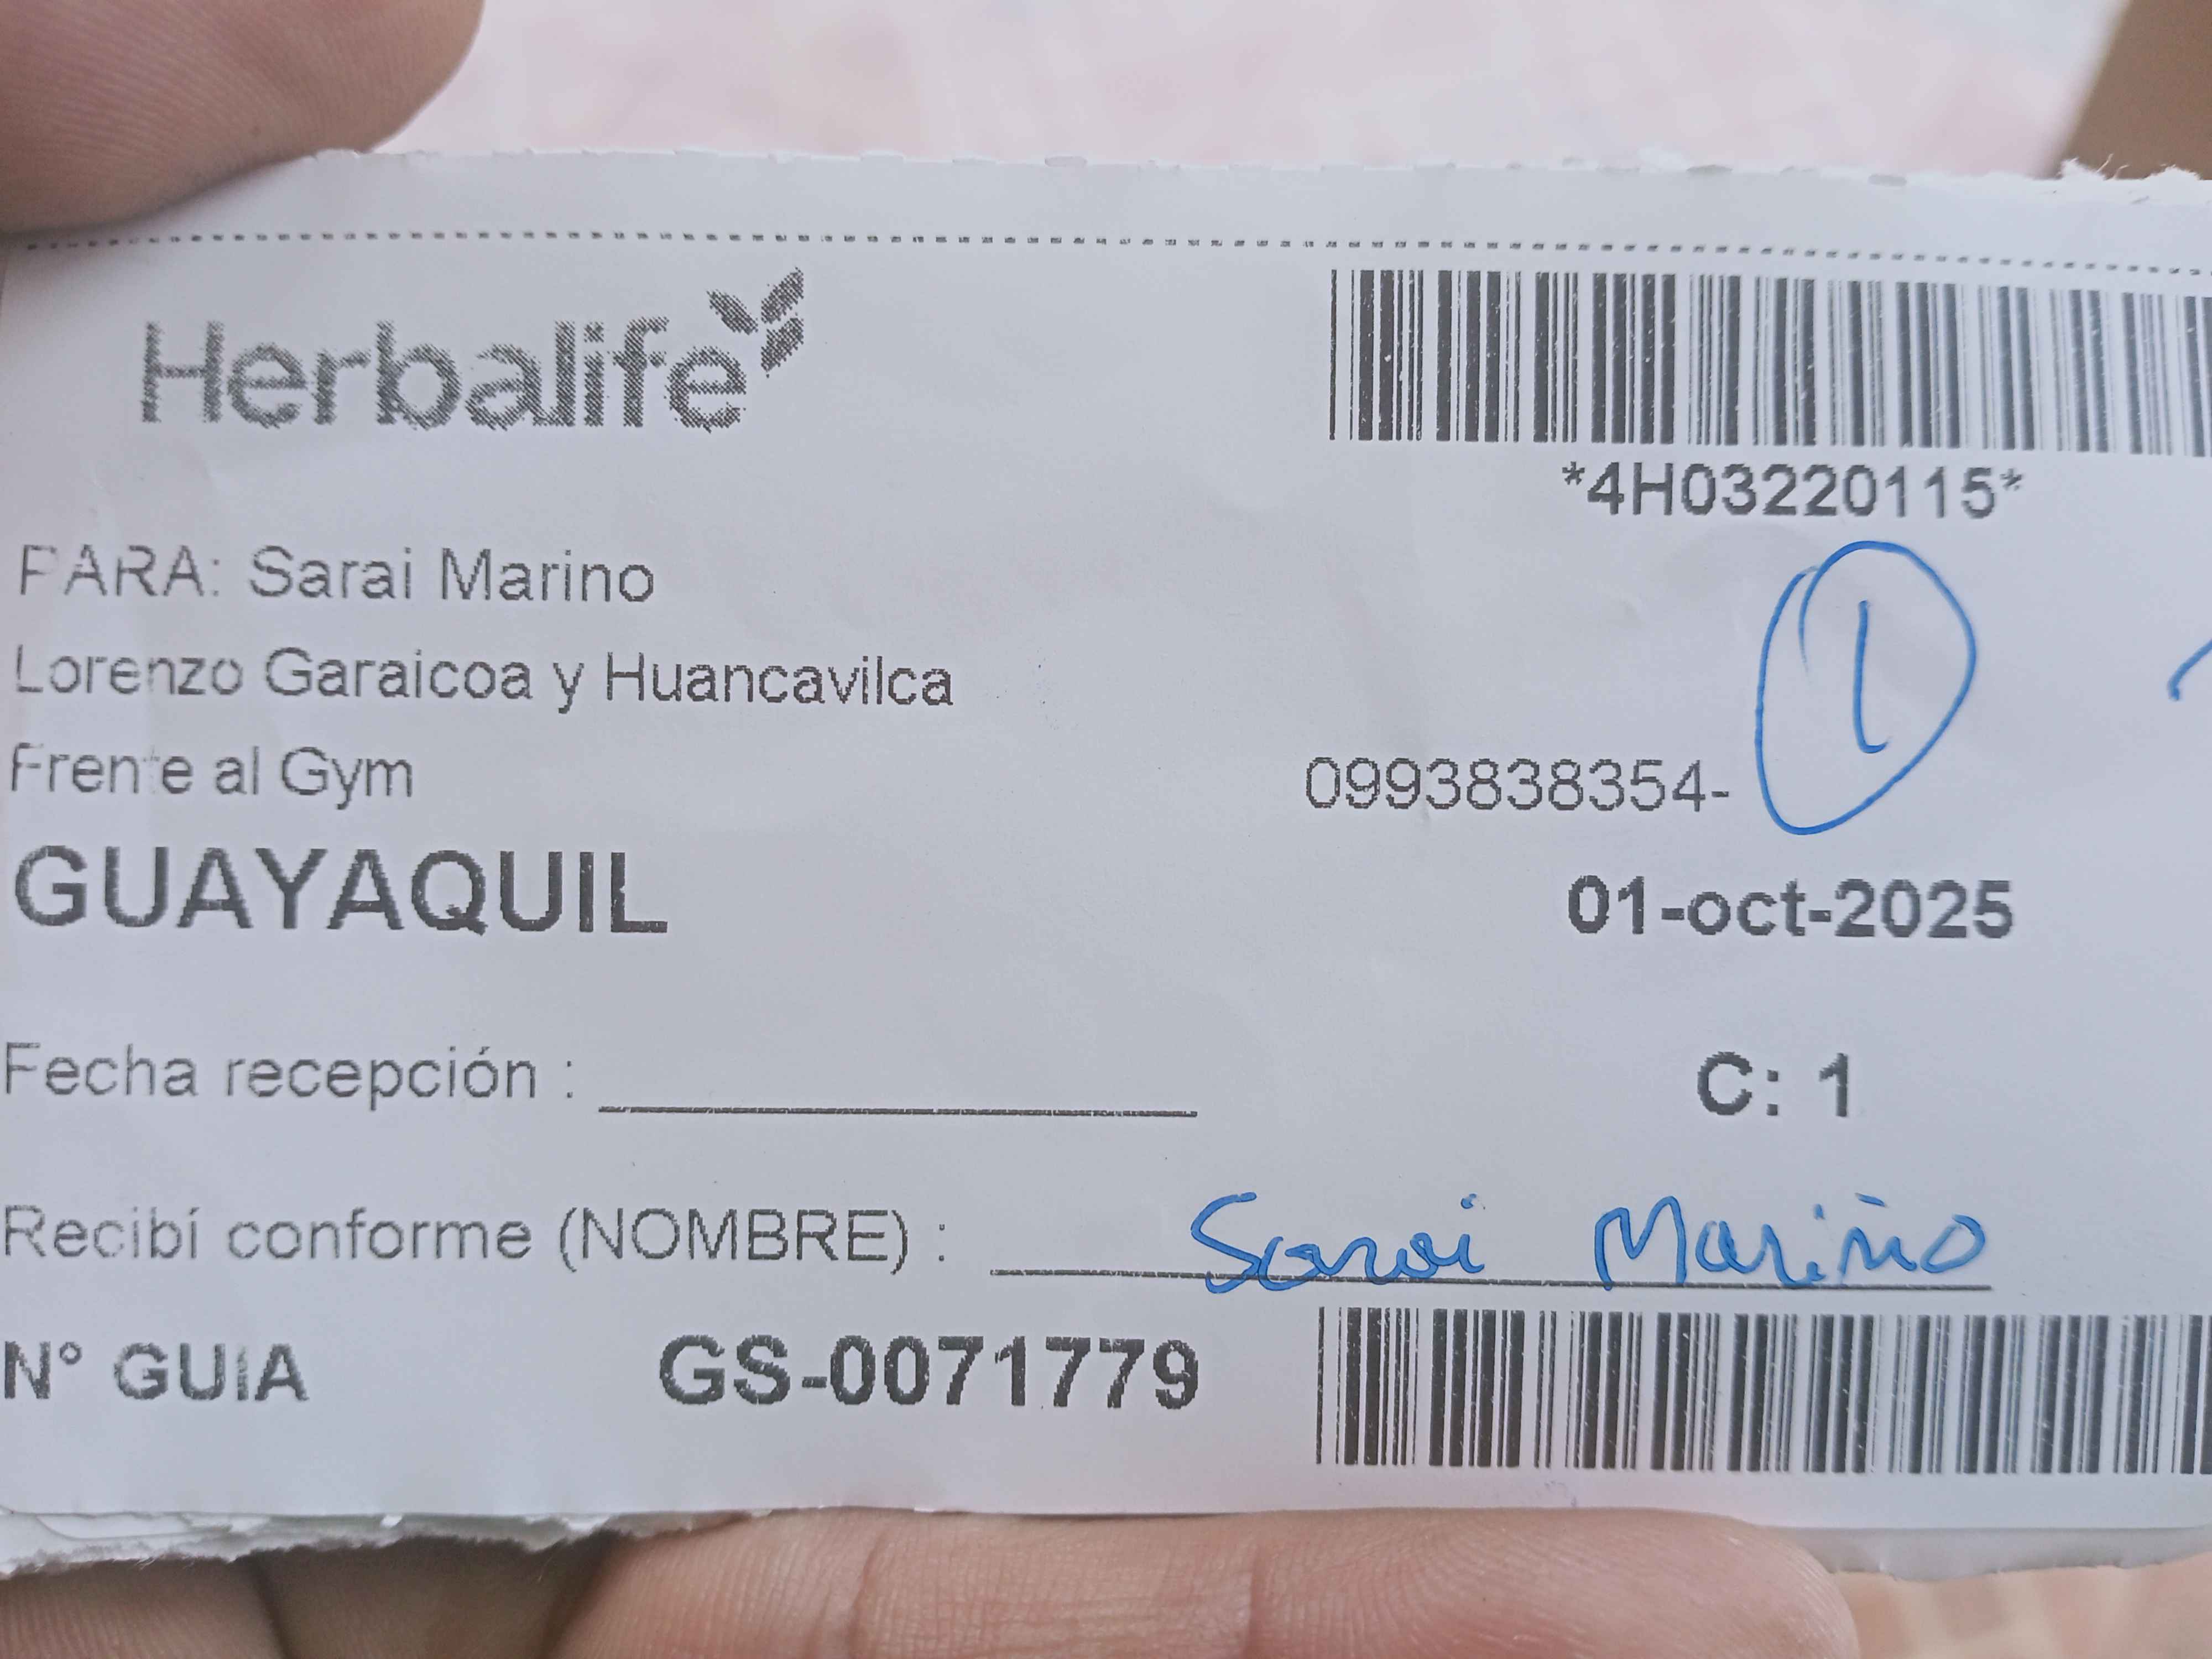 Herbalife
*4H03220115*
PARA: Sarai Marino
Lorenzo Garaicoa y Huancavilca
1
Frente al Gym
0993838354-
GUAYAQUIL
01-oct-2025
Fecha recepción :
C: 1
Recibí conforme (NOMBRE) : Sarai Mariño
N° GUIA GS-0071779